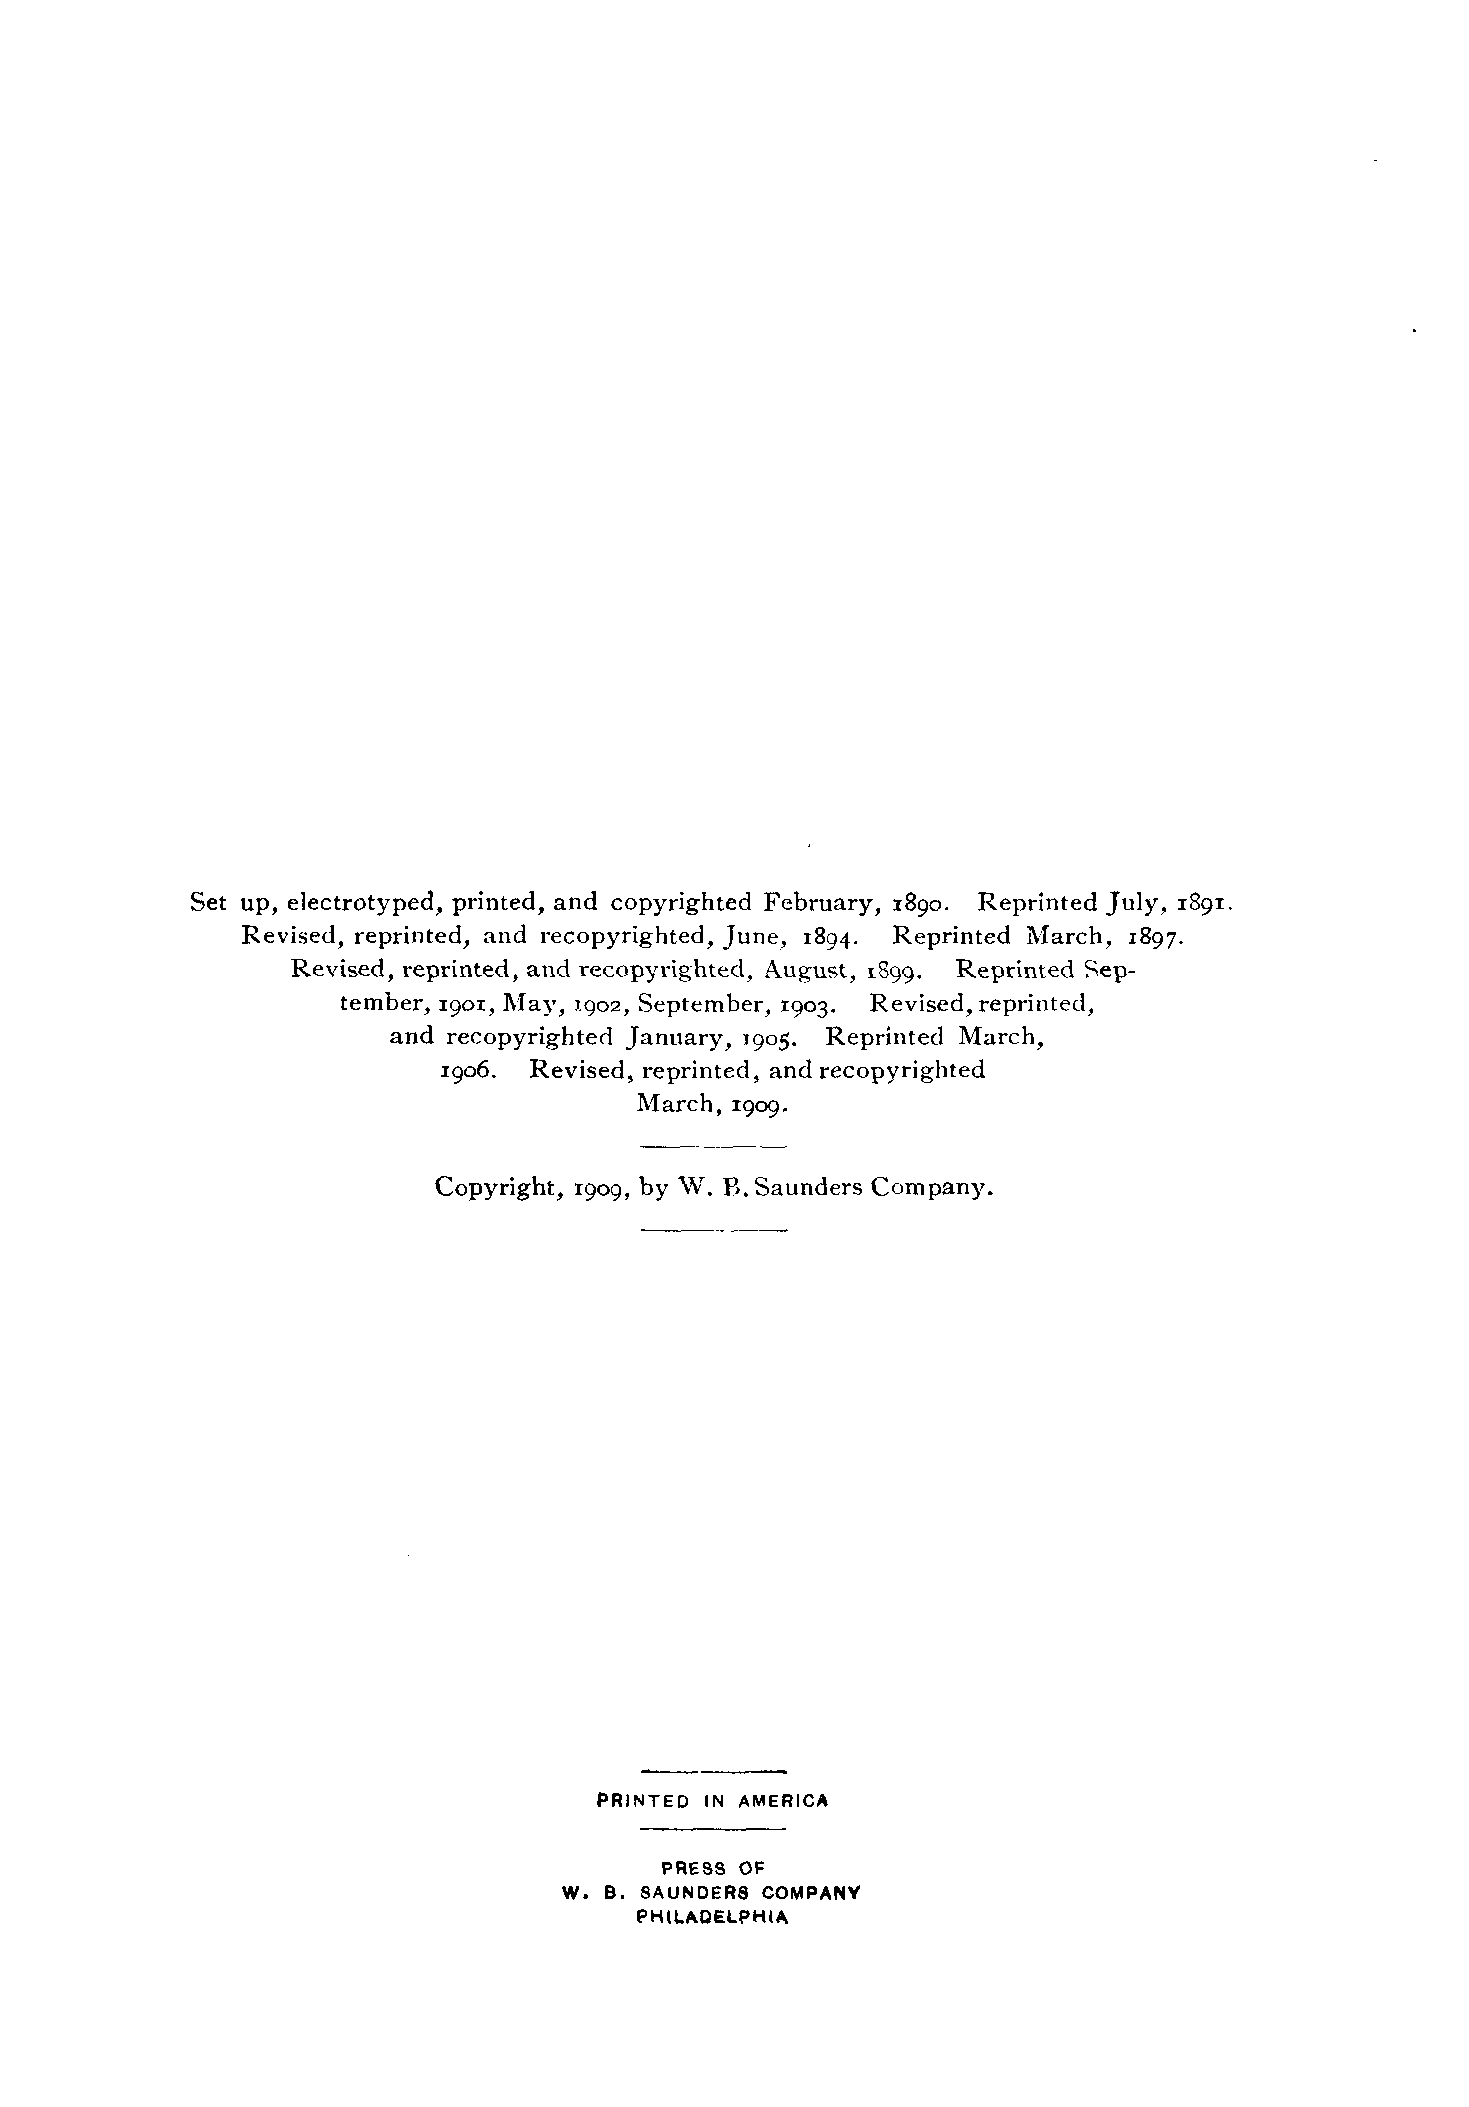 Set up, electrotyped, printed, and copyrighted February, 1890. Reprinted July, 1891.
Revised, reprinted, and recopyrighted, June, 1894. Reprinted March, 1897.
Revised, reprinted, and recopyrighted, August, 1899. Reprinted Sep-
tember, 1901, May, 1902, September, 1903. Revised, reprinted,
and recopyrighted January, 1905. Reprinted March,
1906. Revised, reprinted, and recopyrighted
March, 1909.
Copyright, 1909, by W. B. Saunders Company.
PRINTED IN AMERICA
PRESS OF
W. B. SAUNDERS COMPANY
PHILADELPHIA